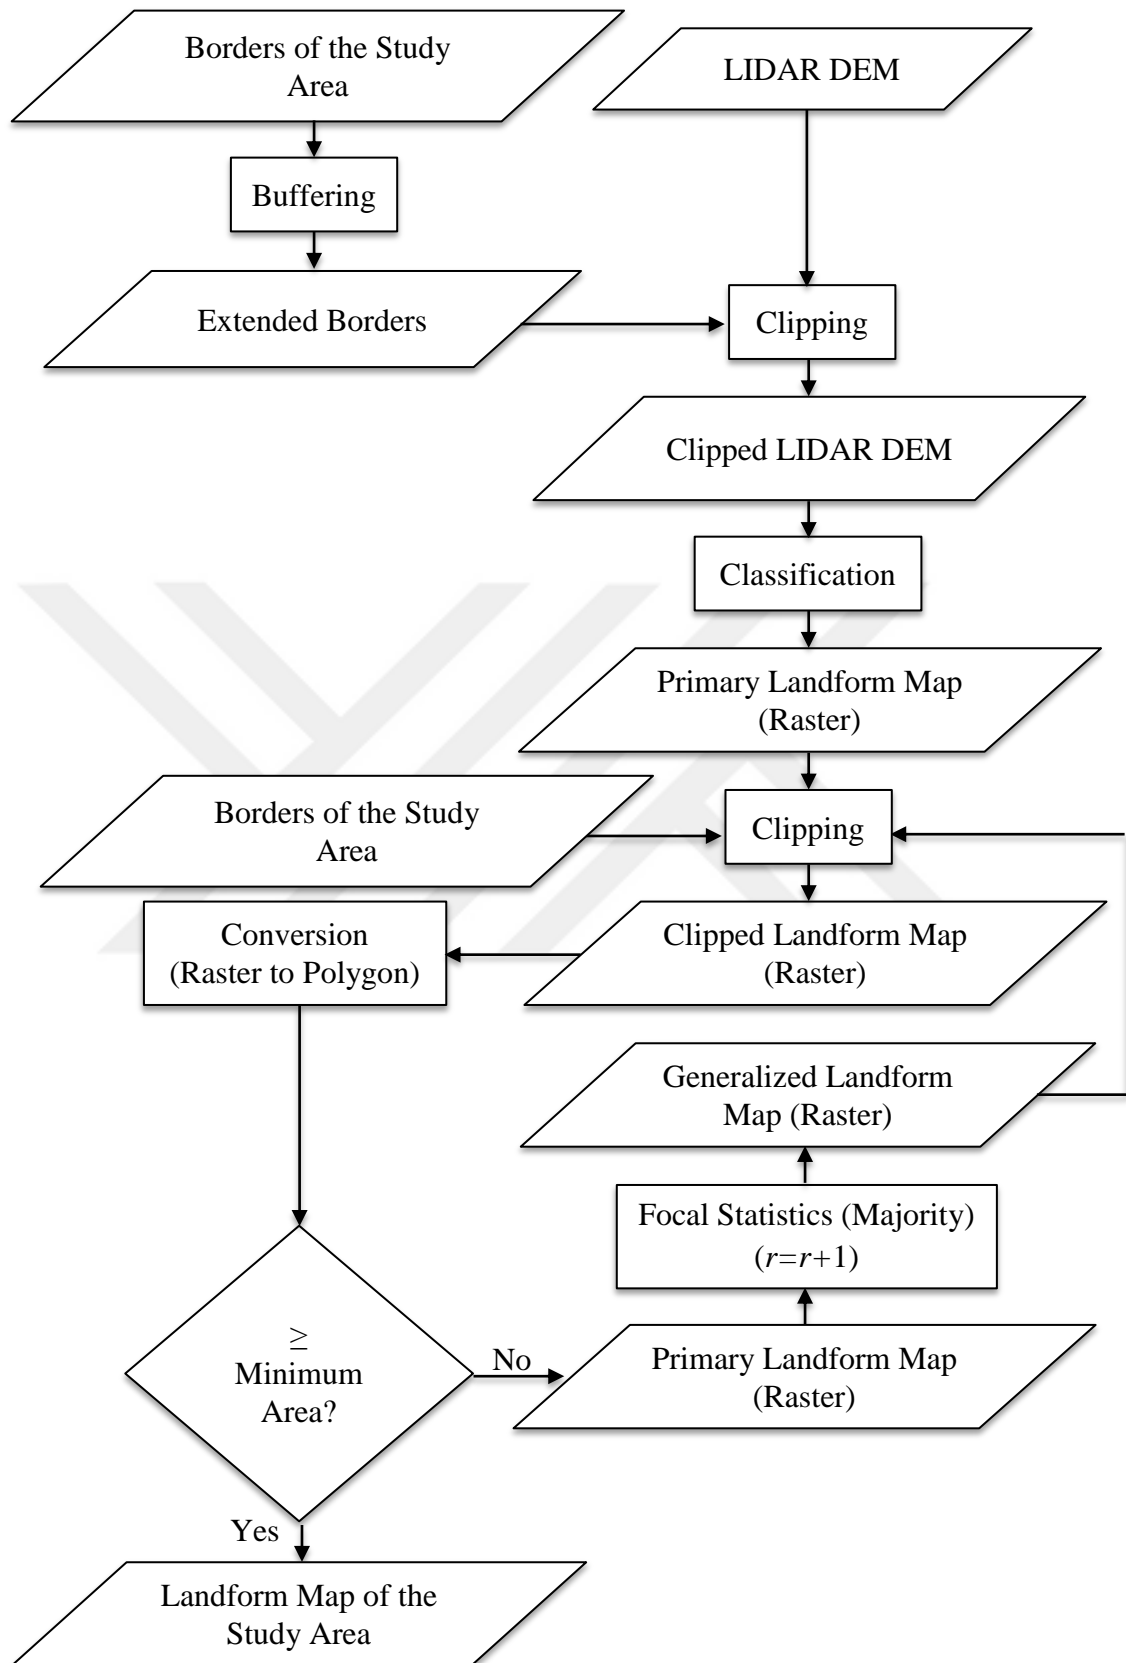 Borders of the Study
Area
LIDAR DEM
Buffering
Extended Borders
Clipping
Clipped LIDAR DEM
Classification
Primary Landform Map
(Raster)
Borders of the Study
Area
Clipping
Conversion
(Raster to Polygon)
Clipped Landform Map
(Raster)
Generalized Landform
Map (Raster)
Focal Statistics (Majority)
(r=r+1)
≥
Minimum
Area?
No
Primary Landform Map
(Raster)
Yes
Landform Map of the
Study Area